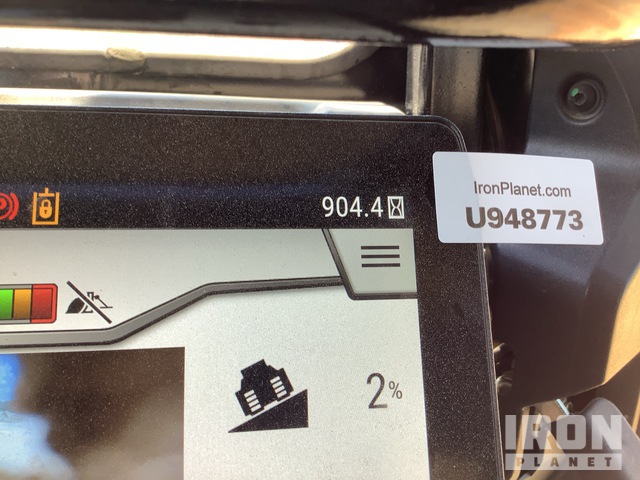 904.4
IronPlanet.com
U948773
2%
IRON
PLANET